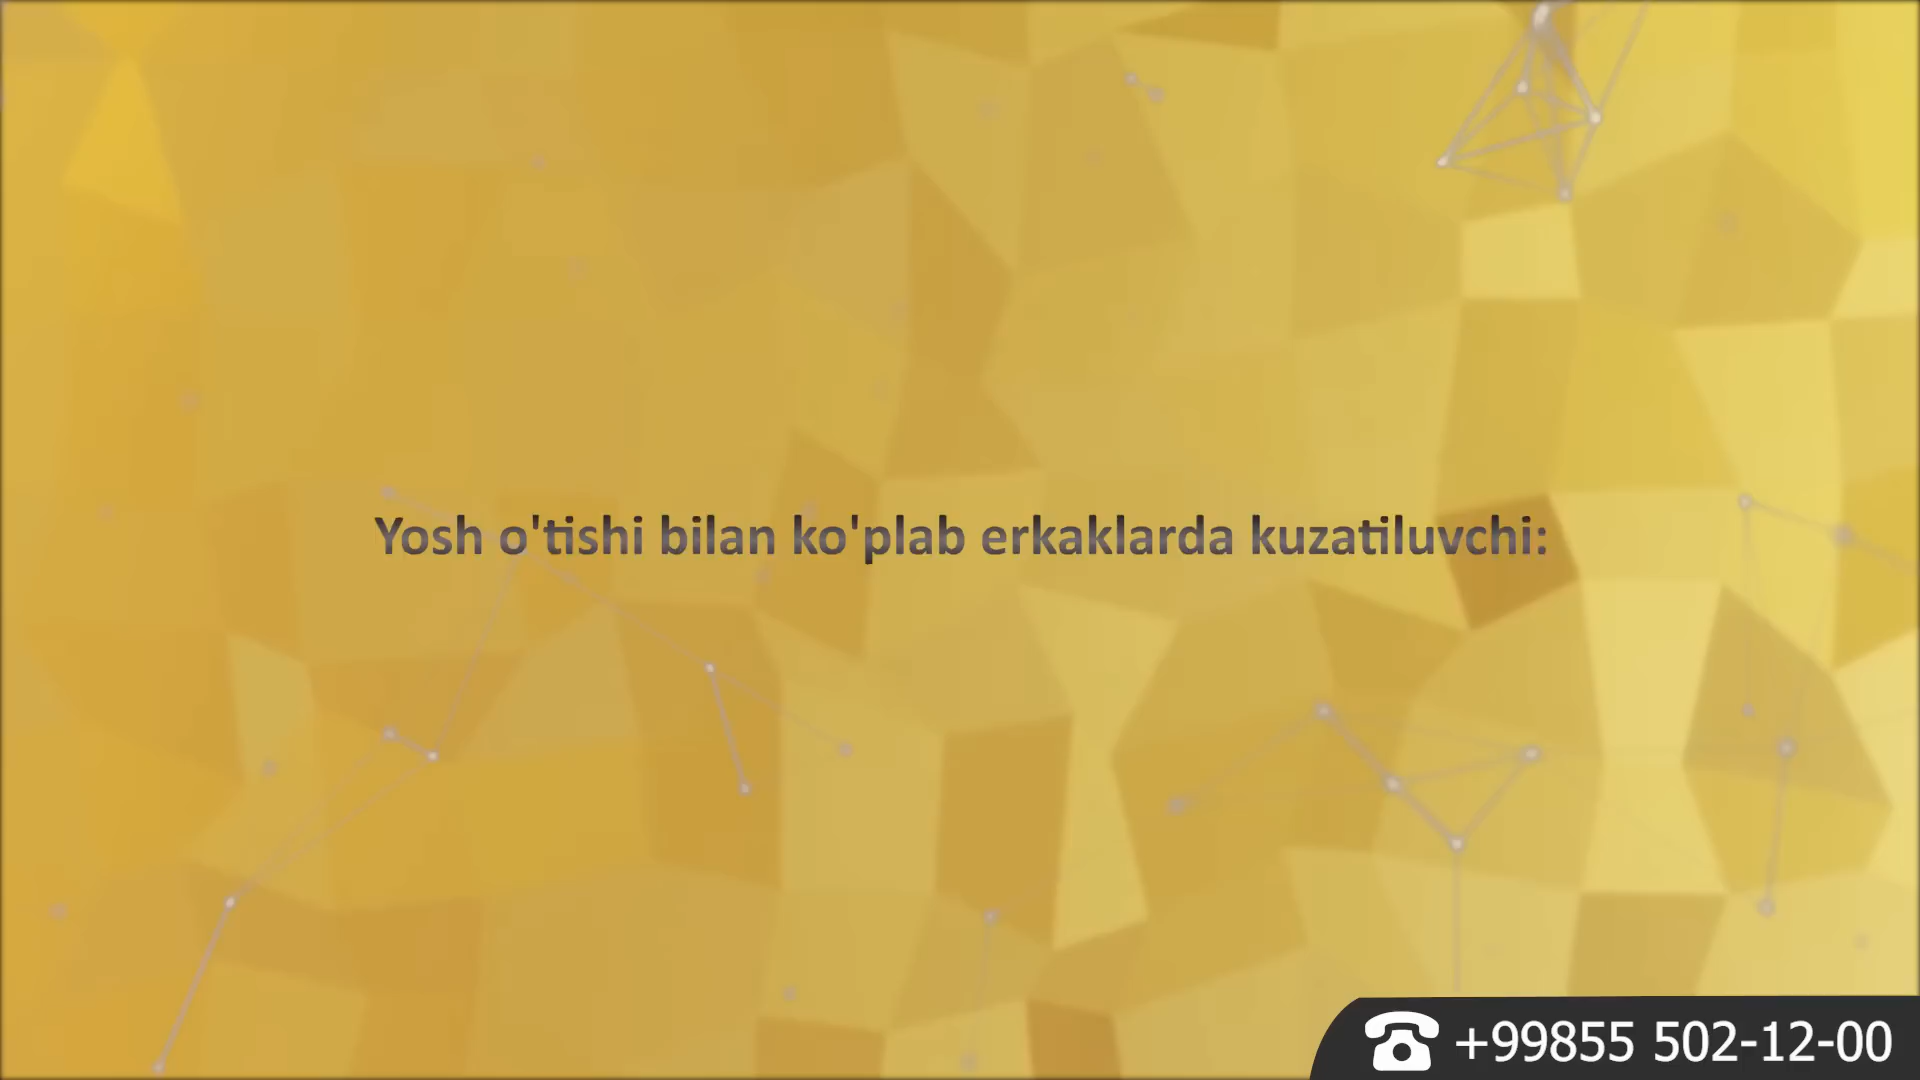 Yosh o'tishi bilan ko'plab erkaklarda kuzatiluvchi:
+99855 502-12-00